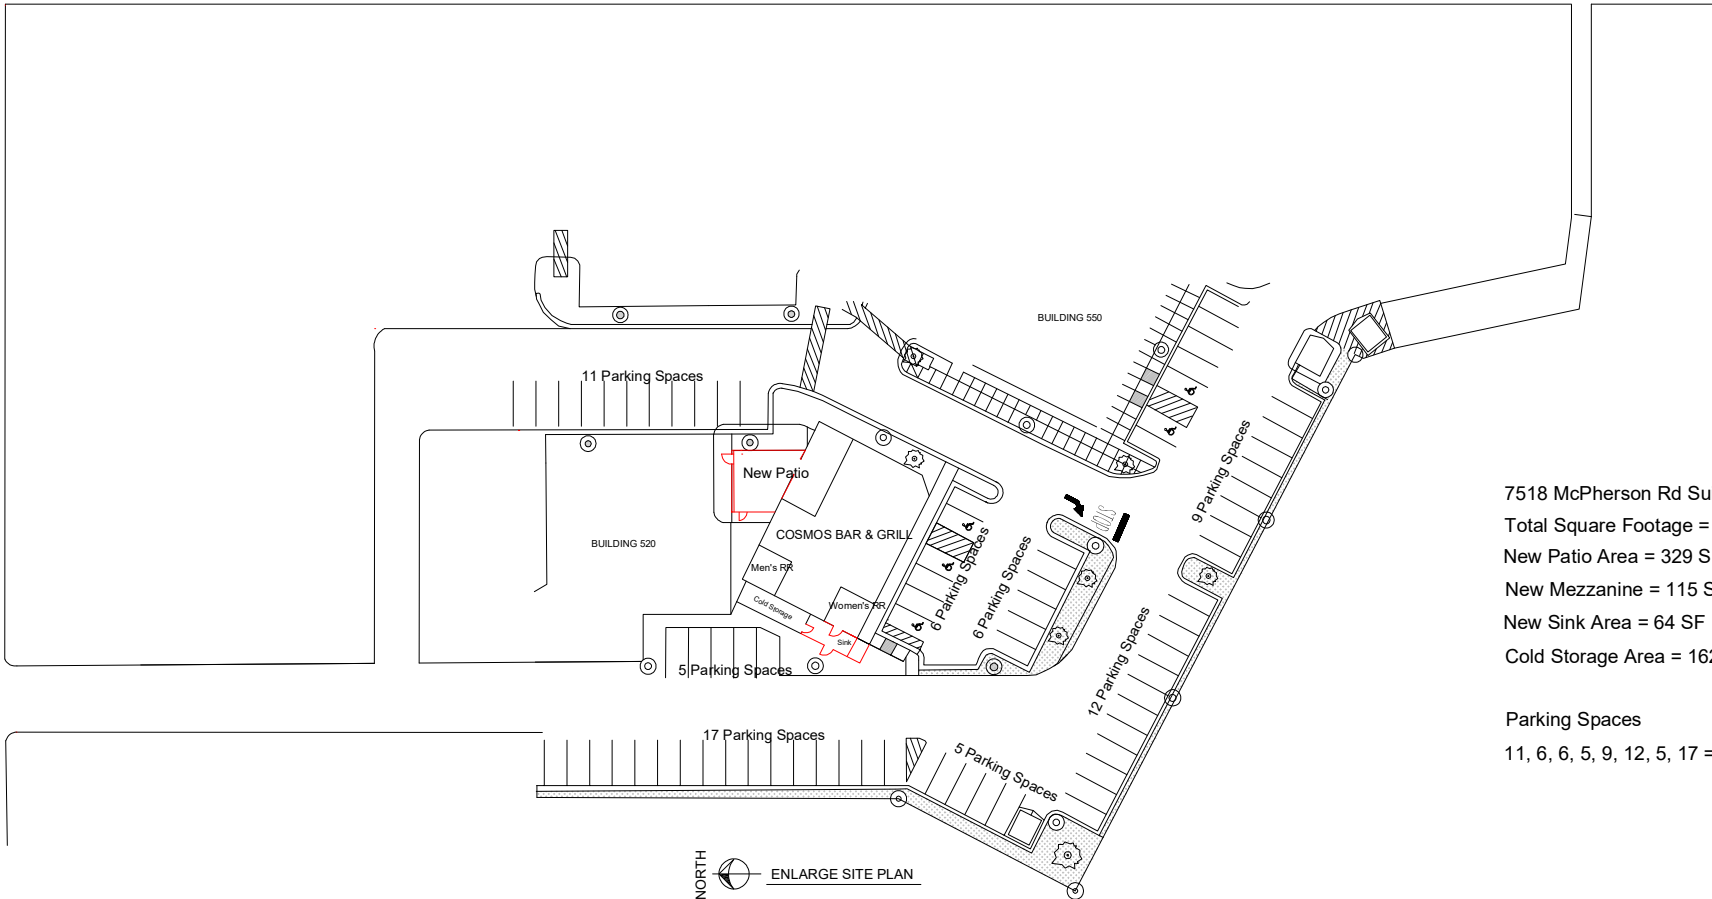 BUILDING 550
11 Parking Spaces
New Patio
9 Parking Spaces
STOP
7518 McPherson Rd Su
Total Square Footage =
New Patio Area = 329 S
New Mezzanine = 115 S
New Sink Area = 64 SF
Cold Storage Area = 162
Parking Spaces
11, 6, 6, 5, 9, 12, 5, 17 =
BUILDING 520
COSMOS BAR & GRILL
Men's RR
6 Parking Spaces
6 Parking Spaces
Cold Storage
Women's RR
Sink
12 Parking Spaces
5 Parking Spaces
17 Parking Spaces
5 Parking Spaces
NORTH
ENLARGE SITE PLAN